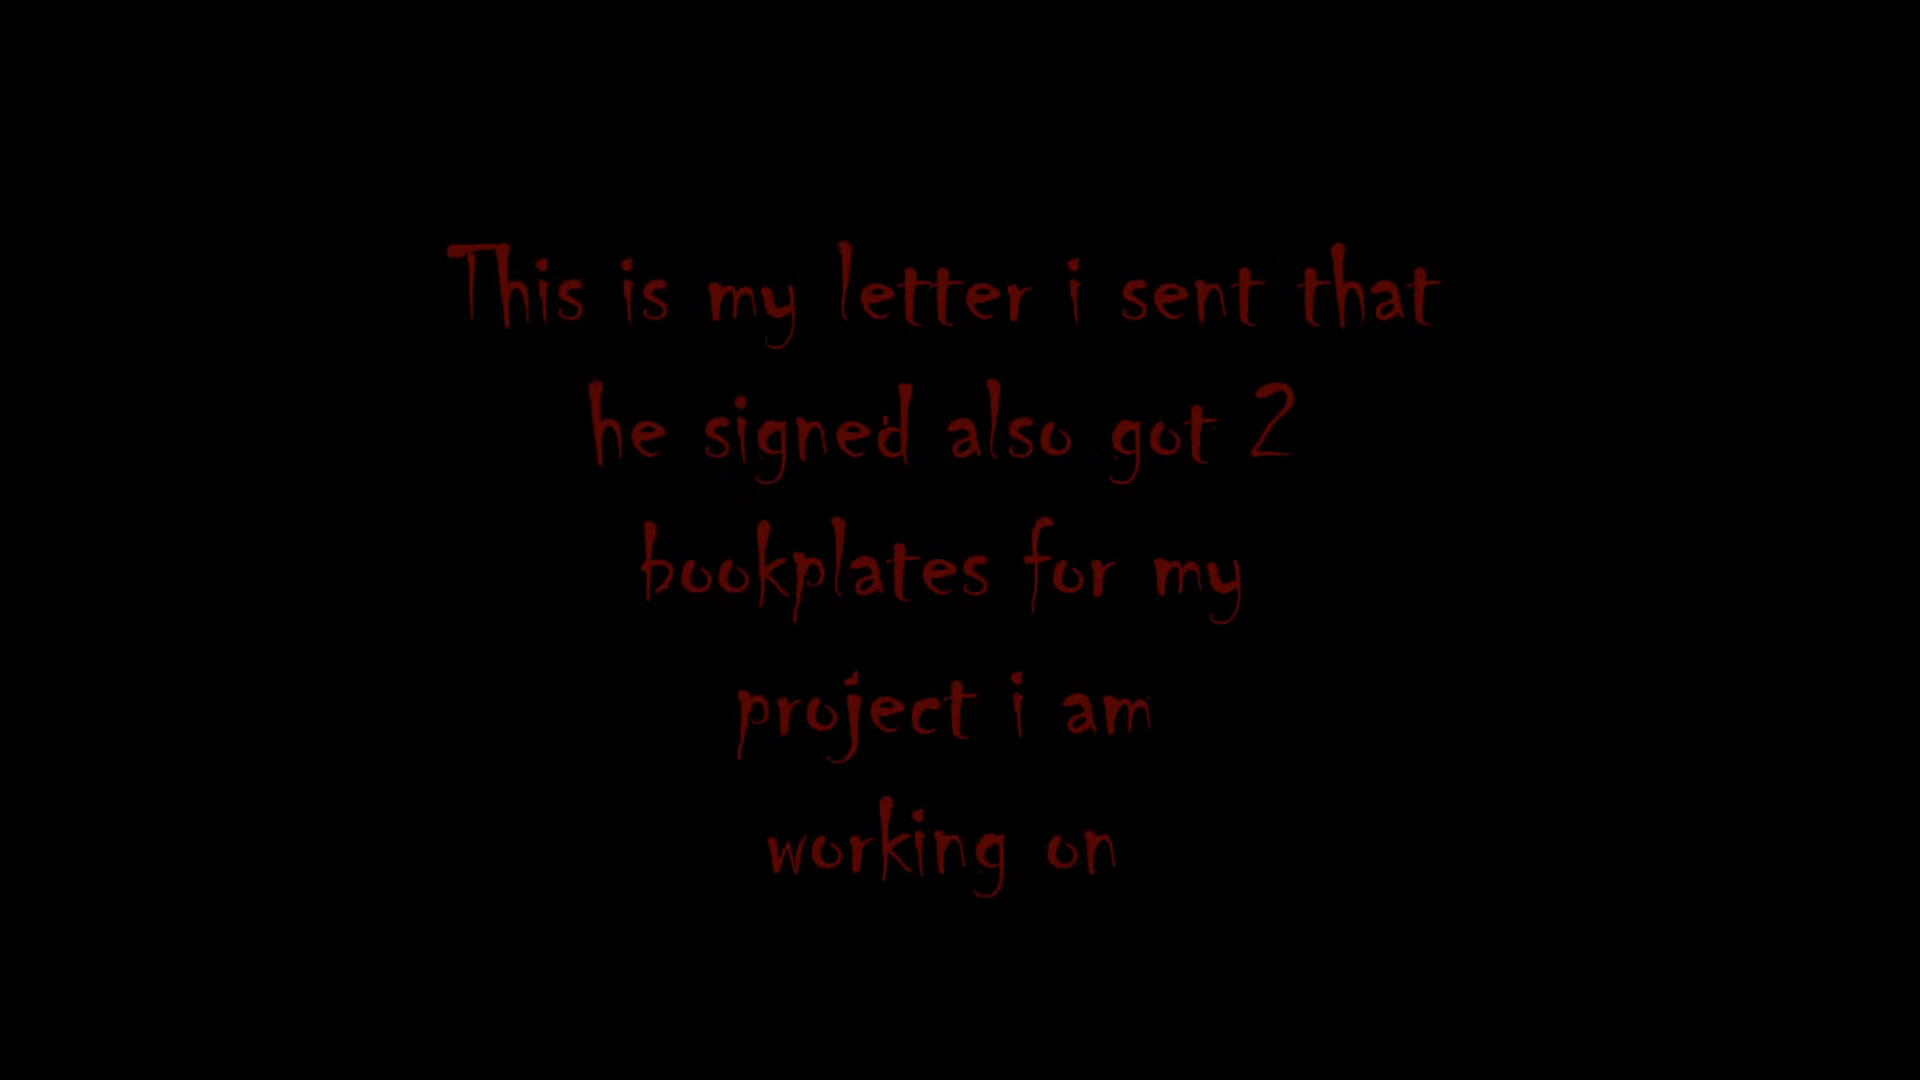 This is my letter i sent that
he signed also got 2
bookplates for my
project i am
working on